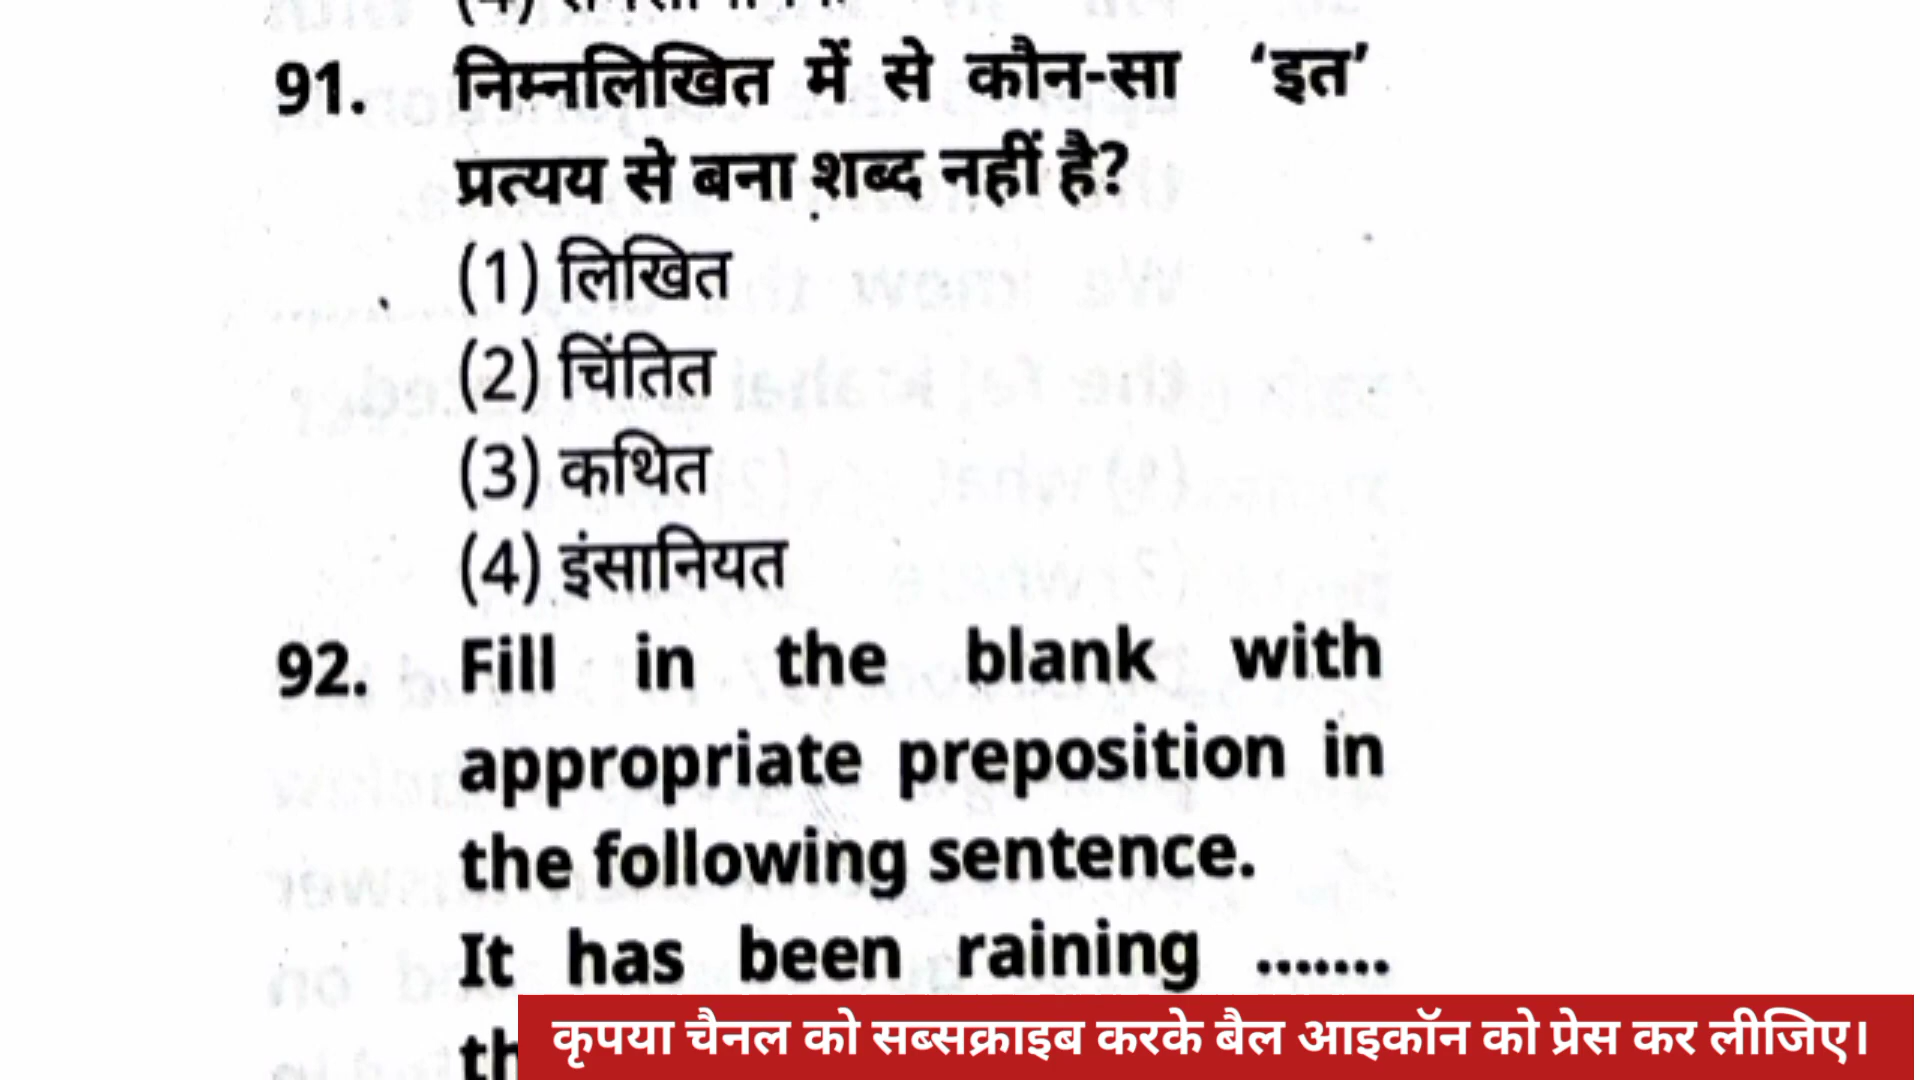 91. निम्नलिखित में से कौन-सा ‘इत’
प्रत्यय से बना शब्द नहीं है?
(1) लिखित
(2) चिंतित
(3) कथित
(4) इंसानियत
92. Fill in the blank with
appropriate preposition in
the following sentence.
It has been raining .......
कृपया चैनल को सब्सक्राइब करके बैल आइकॉन को प्रेस कर लीजिए।